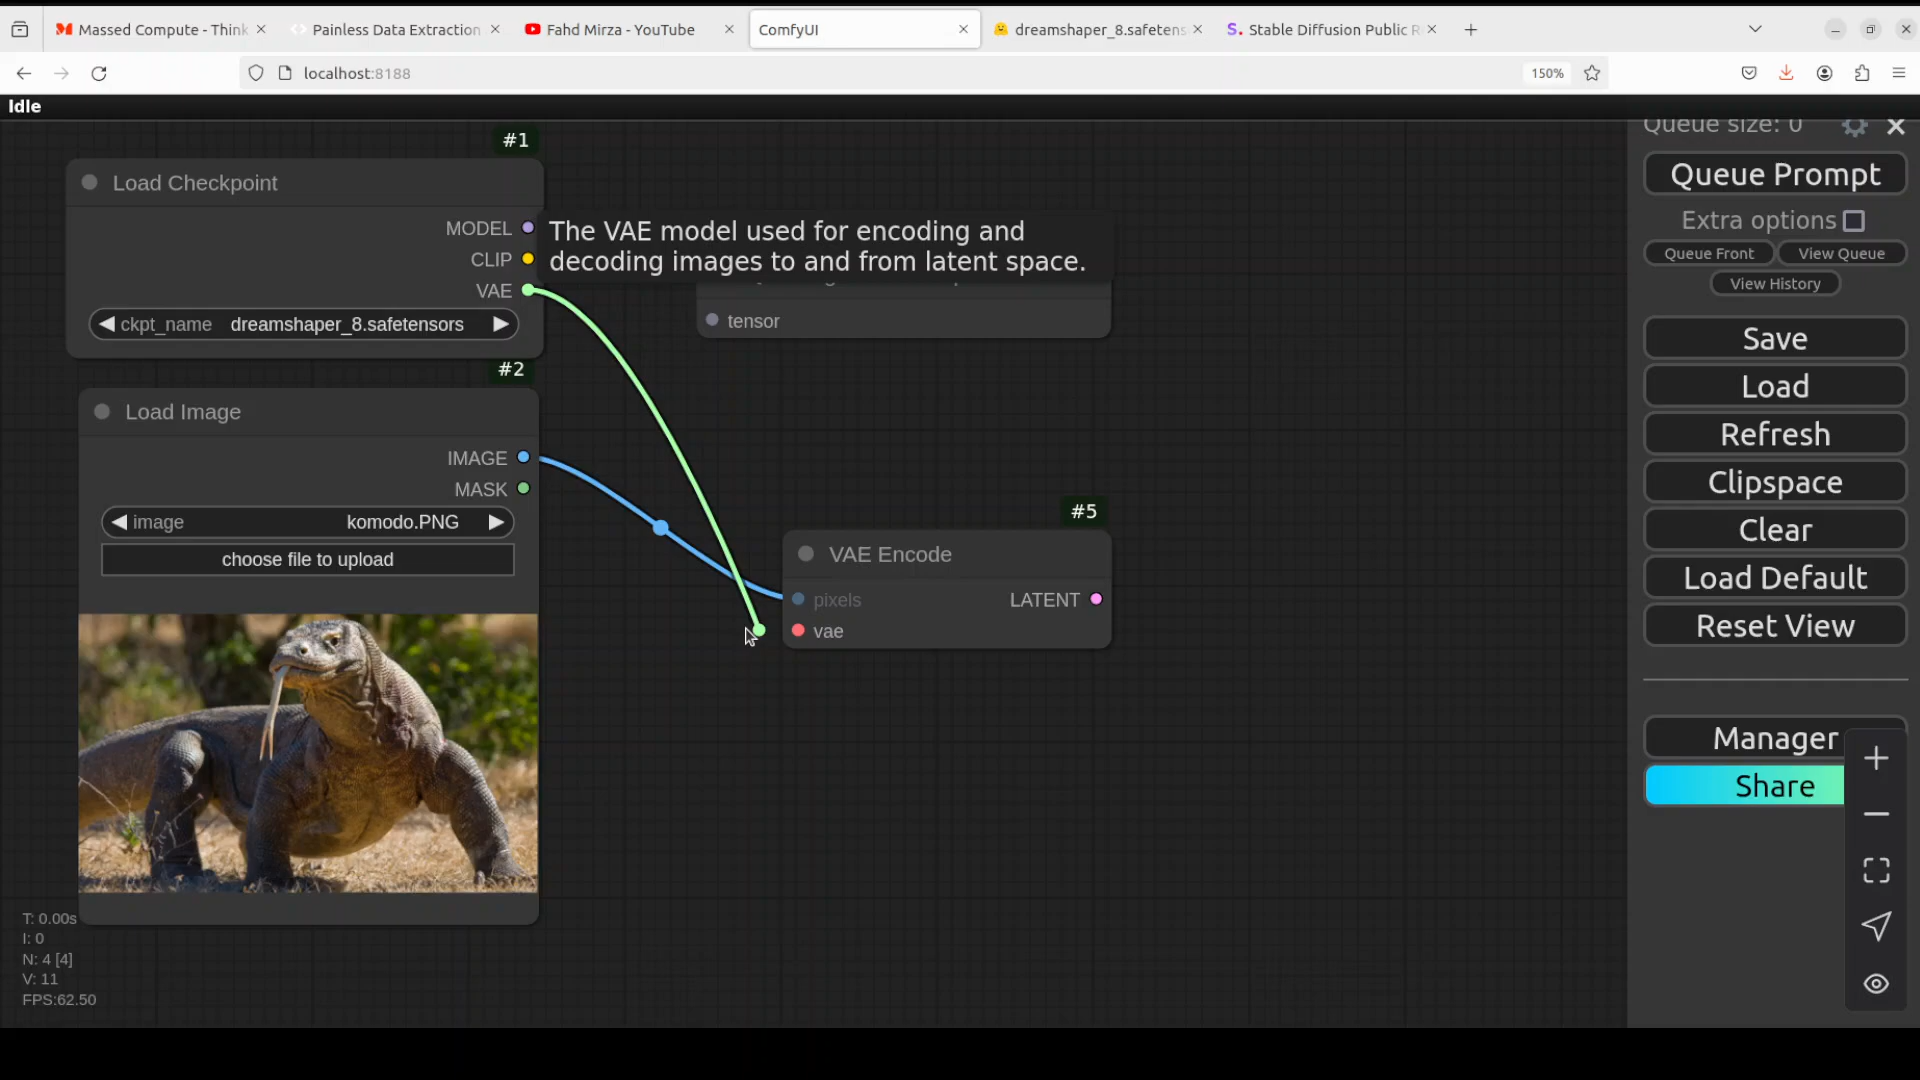 Massed Compute - Think
Painless Data Extraction
Fahd Mirza - YouTube
ComfyUI
dreamshaper_8.safetens
Stable Diffusion Public R
localhost:8188
150%
Idle
Queue size: 0
#1
Load Checkpoint
MODEL
CLIP
VAE
ckpt_name dreamshaper_8.safetensors
The VAE model used for encoding and
decoding images to and from latent space.
tensor
#2
Load Image
IMAGE
MASK
image komodo.PNG
choose file to upload
#5
VAE Encode
pixels LATENT
vae
Queue Prompt
Extra options
Queue Front View Queue
View History
Save
Load
Refresh
Clipspace
Clear
Load Default
Reset View
Manager
Share
T: 0.00s
I: 0
N: 4 [4]
V: 11
FPS:62.50